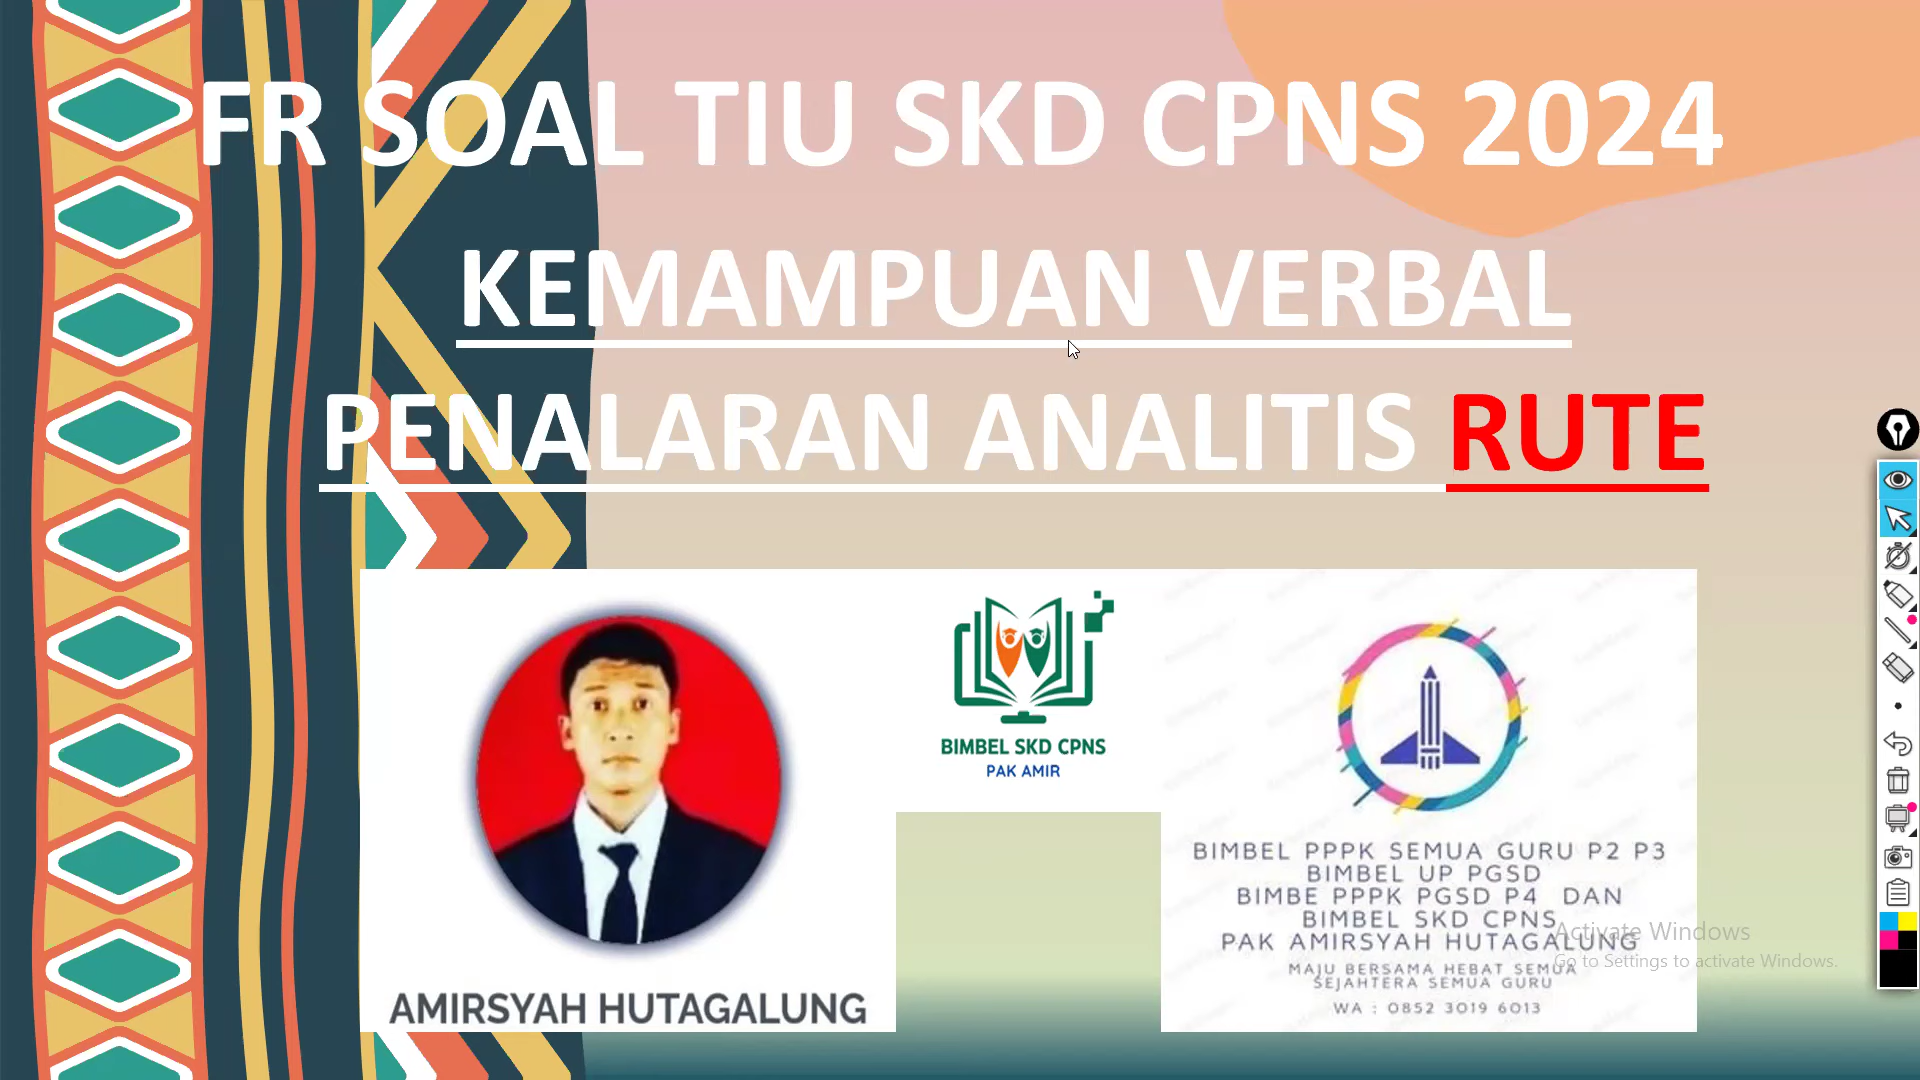 FR SOAL TIU SKD CPNS 2024
KEMAMPUAN VERBAL
PENALARAN ANALITIS RUTE
BIMBEL SKD CPNS
PAK AMIR
AMIRSYAH HUTAGALUNG
BIMBEL PPPK SEMUA GURU P2 P3
BIMBEL UP PGSD
BIMBE PPPK PGSD P4 DAN
BIMBEL SKD CPNS
PAK AMIRSYAH HUTAGALUNG
MAJU BERSAMA HEBAT SEMUA
SEJAHTERA SEMUA GURU
WA : 0852 3019 6013
Activate Windows
Go to Settings to activate Windows.